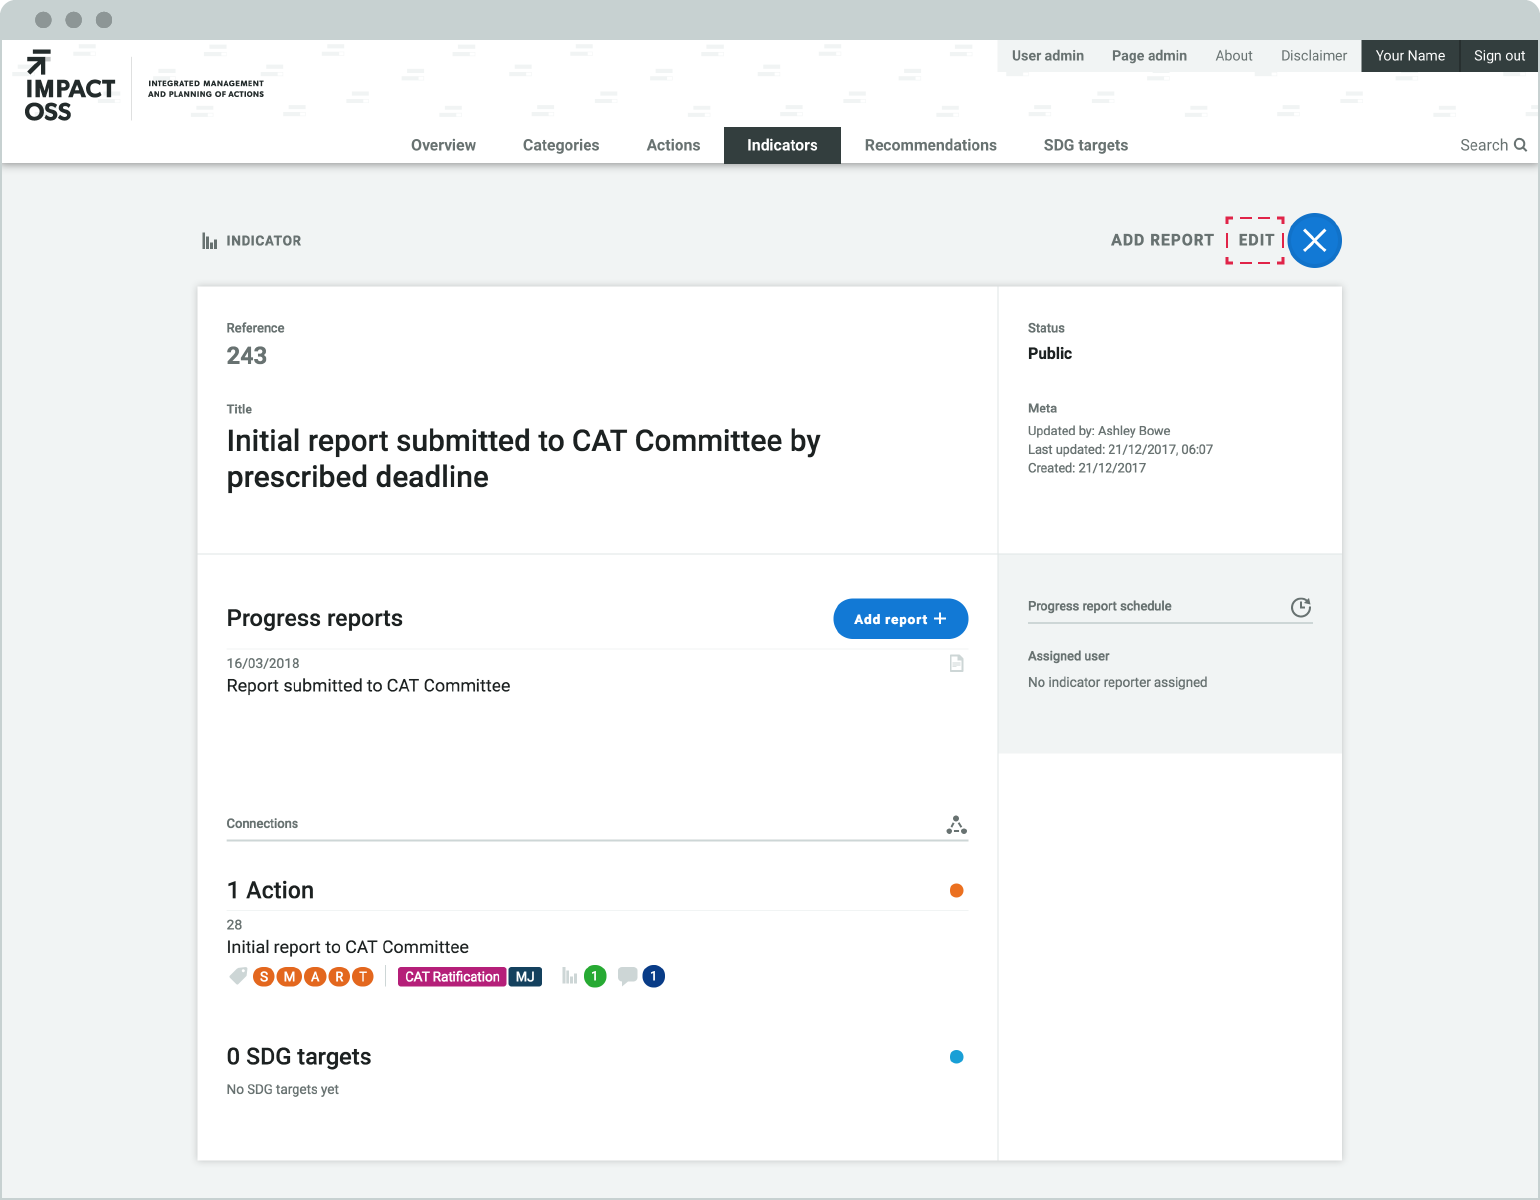 User admin Page admin About Disclaimer Your Name Sign out
IMPACT
OSS
INTEGRATED MANAGEMENT
AND PLANNING OF ACTIONS
Overview Categories Actions Indicators Recommendations SDG targets Search
INDICATOR
ADD REPORT EDIT
Reference
243
Title
Initial report submitted to CAT Committee by
prescribed deadline
Status
Public
Meta
Updated by: Ashley Bowe
Last updated: 21/12/2017, 06:07
Created: 21/12/2017
Progress reports
Add report +
16/03/2018
Report submitted to CAT Committee
Progress report schedule
Assigned user
No indicator reporter assigned
Connections
1 Action
28
Initial report to CAT Committee
S M A R T CAT Ratification MJ 1 1
0 SDG targets
No SDG targets yet